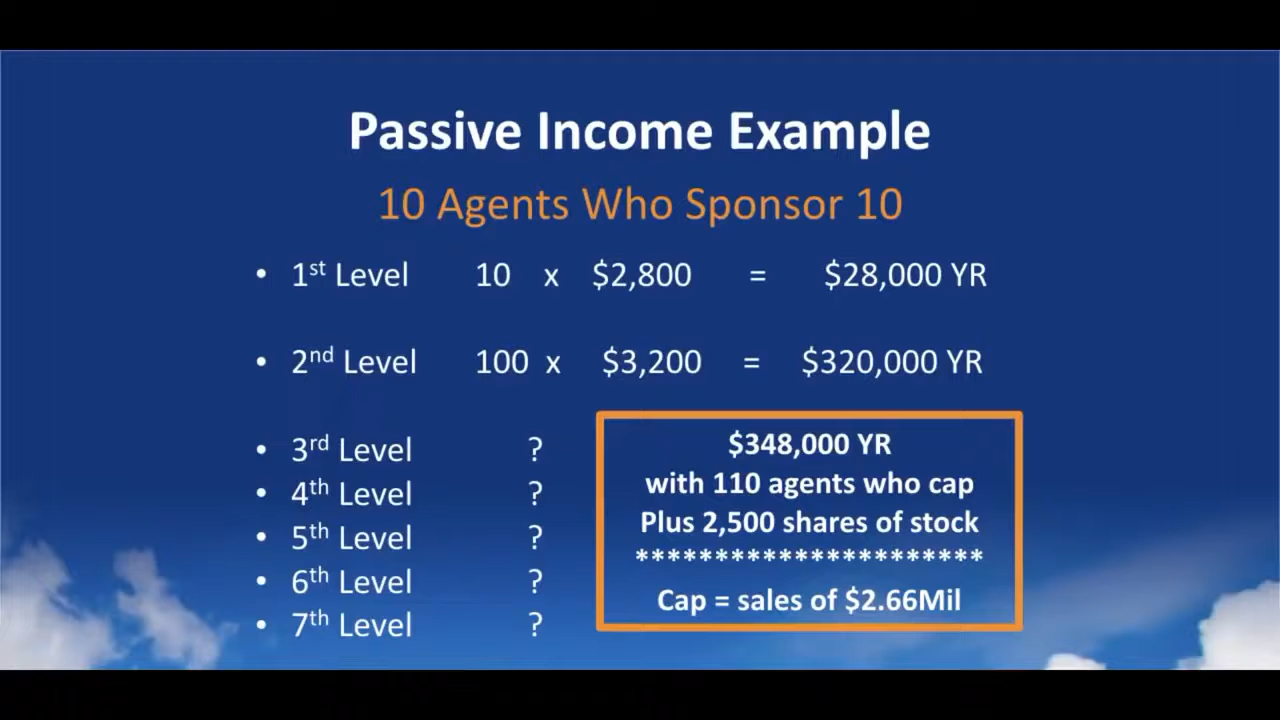 Passive Income Example
10 Agents Who Sponsor 10
• 1st Level 10 x $2,800 = $28,000 YR
• 2nd Level 100 x $3,200 = $320,000 YR
• 3rd Level ?
• 4th Level ?
• 5th Level ?
• 6th Level ?
• 7th Level ?
$348,000 YR
with 110 agents who cap
Plus 2,500 shares of stock
**********************
Cap = sales of $2.66Mil